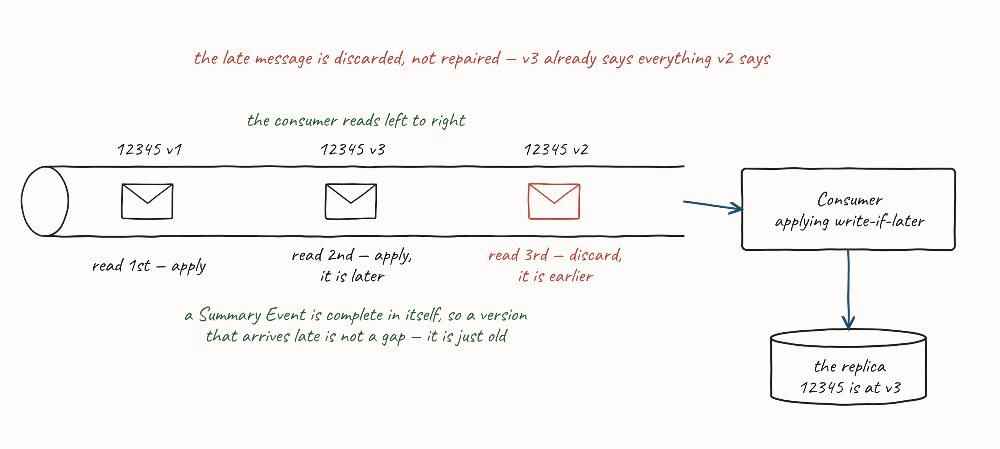 the late message is discarded, not repaired — v3 already says everything v2 says
the consumer reads left to right
12345 v1
12345 v3
12345 v2
read 1st — apply
read 2nd — apply,
it is later
read 3rd — discard,
it is earlier
Consumer
applying write-if-later
a Summary Event is complete in itself, so a version
that arrives late is not a gap — it is just old
the replica
12345 is at v3